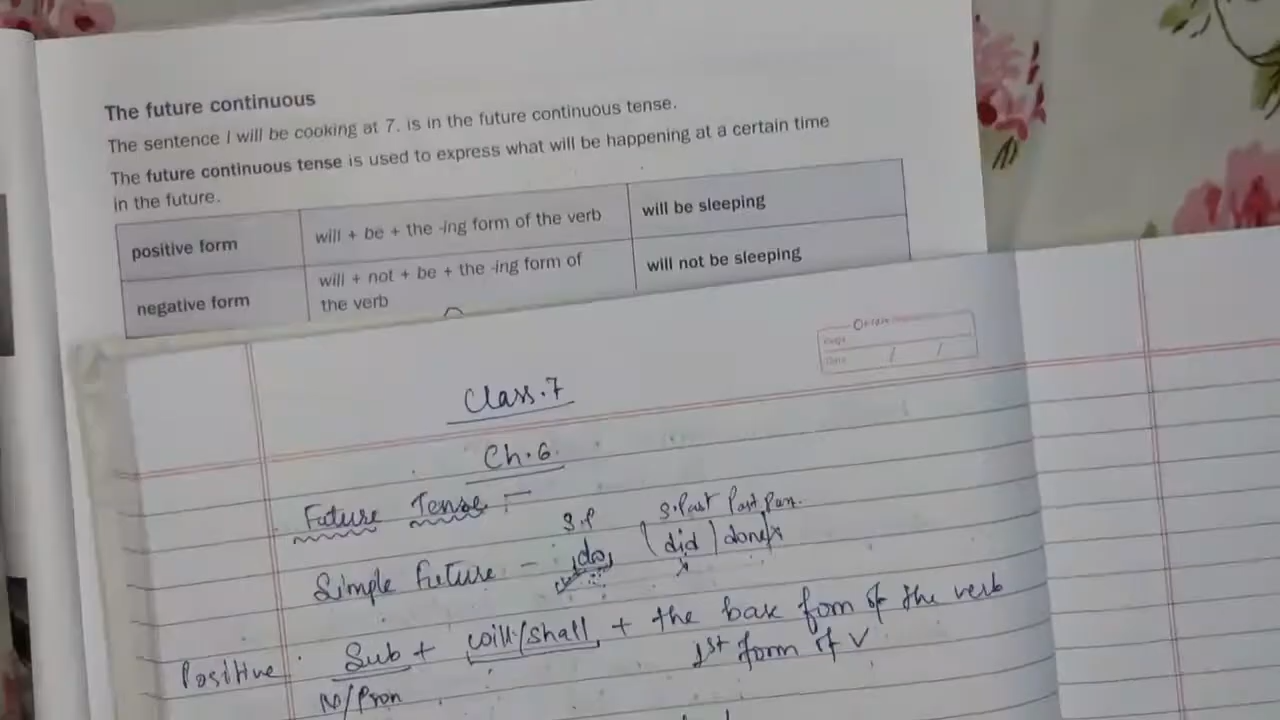 The future continuous
The sentence I will be cooking at 7. is in the future continuous tense.
The future continuous tense is used to express what will be happening at a certain time
in the future.
positive form will + be + the -ing form of the verb will be sleeping
negative form will + not + be + the -ing form of will not be sleeping
the verb
Class.7
Ch.6
Future Tense :-
S.P S.Past Past Par.
Simple Future - do, (did) done
Positive: Sub + will/shall + the base form of the verb
N/Pron 1st form of V